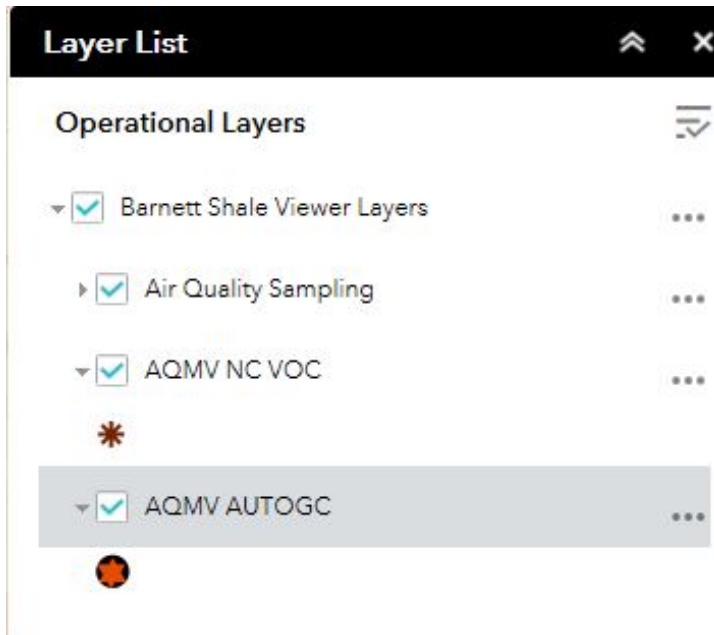 Layer List
Operational Layers
Barnett Shale Viewer Layers
Air Quality Sampling
AQMV NC VOC
AQMV AUTOGC